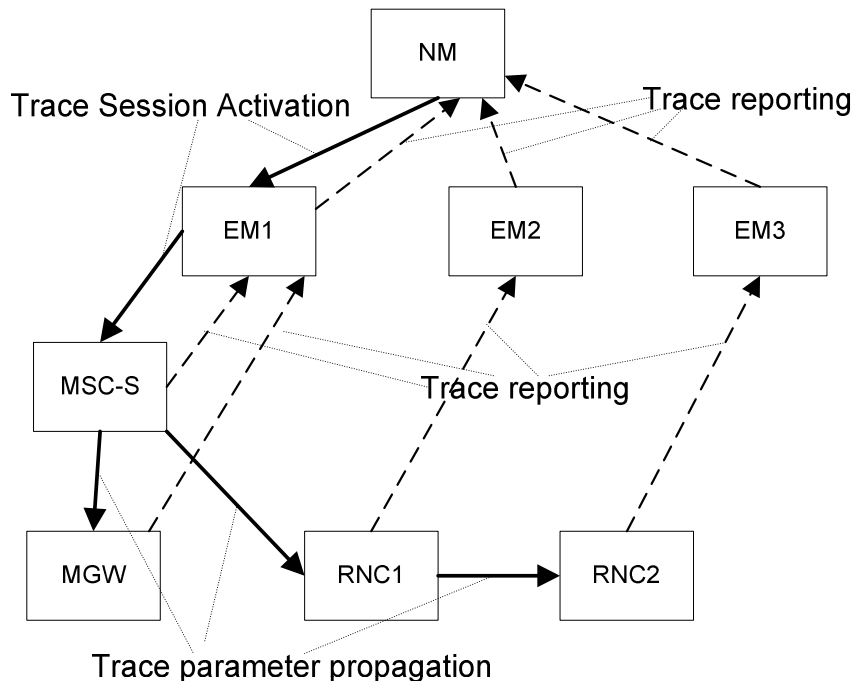 NM
Trace Session Activation
Trace reporting
EM1
EM2
EM3
MSC-S
Trace reporting
MGW
RNC1
RNC2
Trace parameter propagation